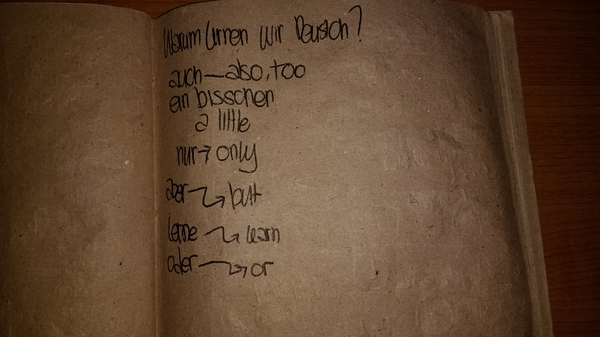 Warum lernen wir Deutsch?
auch — also, too
ein bisschen
a little
nur → only
aber → but
lerne → learn
oder → or